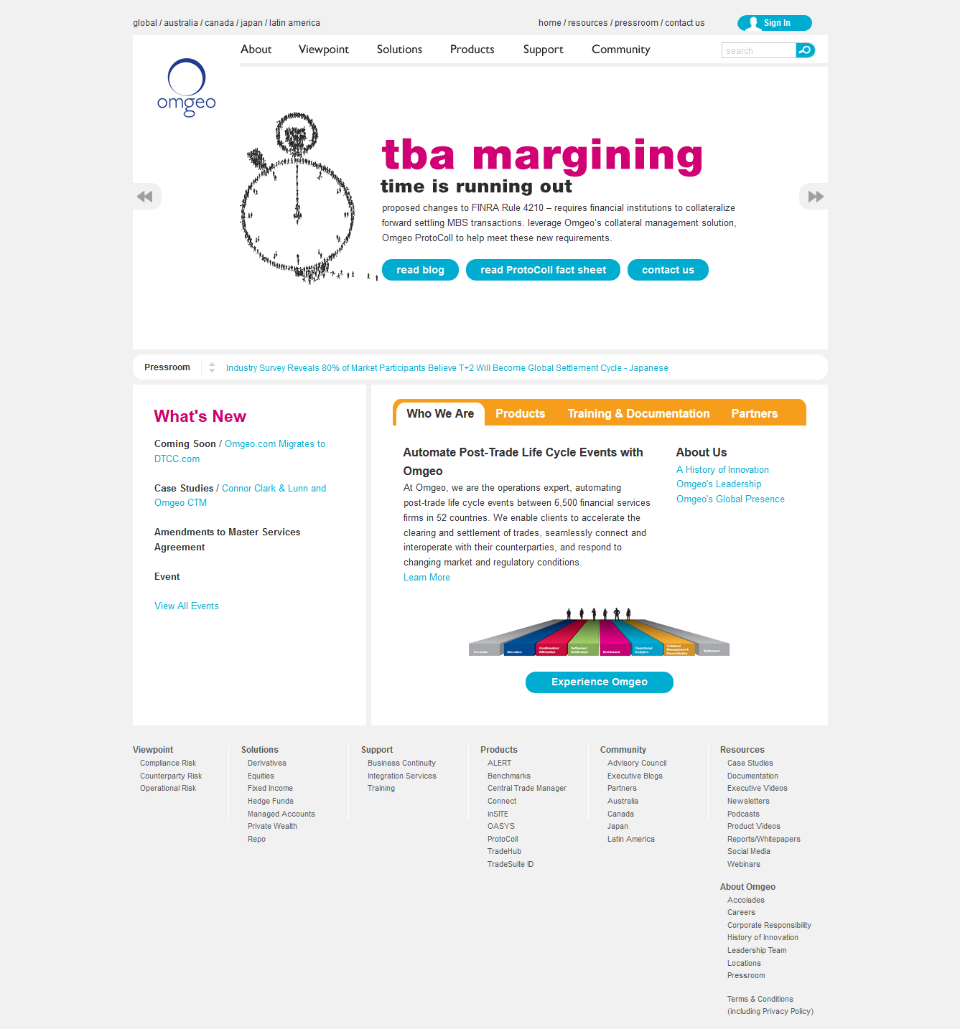 global / australia / canada / japan / latin america
home / resources / pressroom / contact us
Sign In
About
Viewpoint
Solutions
Products
Support
Community
search
omgeo
tba margining
time is running out
proposed changes to FINRA Rule 4210 – requires financial institutions to collateralize
forward settling MBS transactions. leverage Omgeo's collateral management solution,
Omgeo ProtoColl to help meet these new requirements.
read blog
read ProtoColl fact sheet
contact us
Pressroom
Industry Survey Reveals 80% of Market Participants Believe T+2 Will Become Global Settlement Cycle - Japanese
What's New
Coming Soon / Omgeo.com Migrates to
DTCC.com
Case Studies / Connor Clark & Lunn and
Omgeo CTM
Amendments to Master Services
Agreement
Event
View All Events
Who We Are
Products
Training & Documentation
Partners
Automate Post-Trade Life Cycle Events with
Omgeo
At Omgeo, we are the operations expert, automating
post-trade life cycle events between 6,500 financial services
firms in 52 countries. We enable clients to accelerate the
clearing and settlement of trades, seamlessly connect and
interoperate with their counterparties, and respond to
changing market and regulatory conditions.
Learn More
About Us
A History of Innovation
Omgeo's Leadership
Omgeo's Global Presence
Experience Omgeo
Viewpoint
Compliance Risk
Counterparty Risk
Operational Risk
Solutions
Derivatives
Equities
Fixed Income
Hedge Funds
Managed Accounts
Private Wealth
Repo
Support
Business Continuity
Integration Services
Training
Products
ALERT
Benchmarks
Central Trade Manager
Connect
inSITE
OASYS
ProtoColl
TradeHub
TradeSuite ID
Community
Advisory Council
Executive Blogs
Partners
Australia
Canada
Japan
Latin America
Resources
Case Studies
Documentation
Executive Videos
Newsletters
Podcasts
Product Videos
Reports/Whitepapers
Social Media
Webinars
About Omgeo
Accolades
Careers
Corporate Responsibility
History of Innovation
Leadership Team
Locations
Pressroom
Terms & Conditions
(including Privacy Policy)